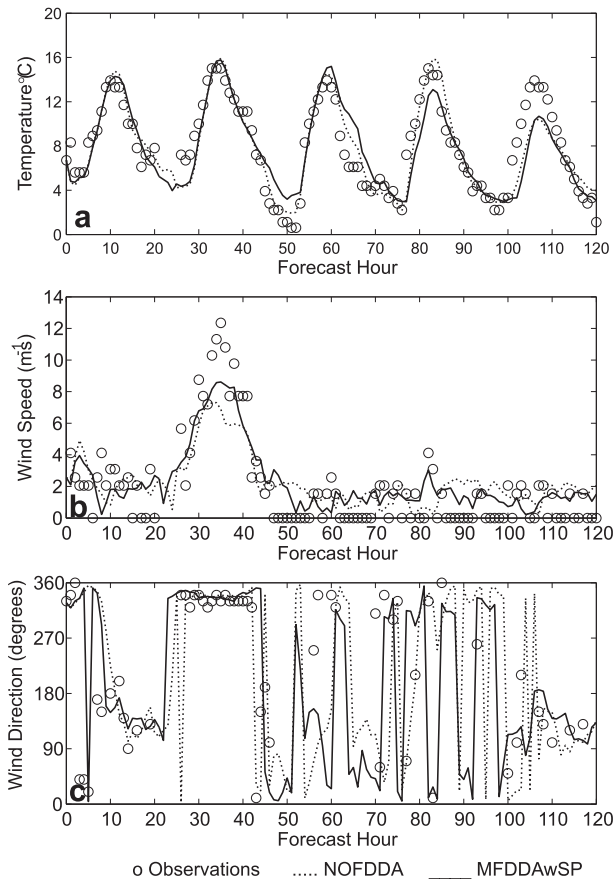 20
16
12
8
4
0
Temperature (°C)
a
0 10 20 30 40 50 60 70 80 90 100 110 120
Forecast Hour
14
12
10
8
6
4
2
0
Wind Speed (ms-1)
b
0 10 20 30 40 50 60 70 80 90 100 110 120
Forecast Hour
360
270
180
90
0
Wind Direction (degrees)
c
0 10 20 30 40 50 60 70 80 90 100 110 120
Forecast Hour
o Observations ..... NOFDDA ____ MFDDAwSP